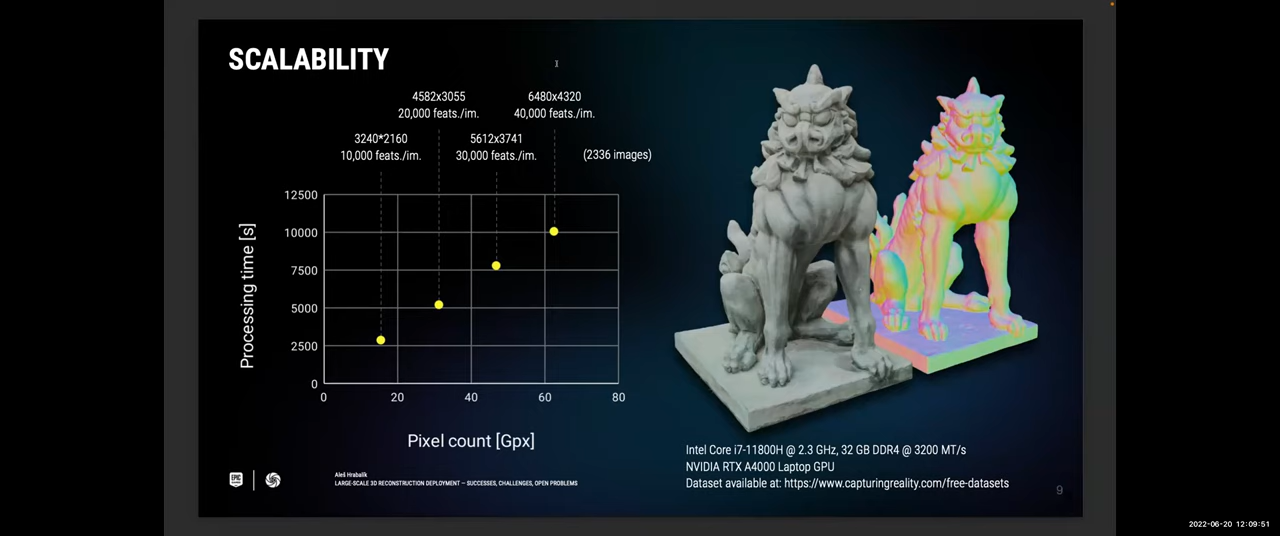 SCALABILITY
4582x3055
20,000 feats./im.
6480x4320
40,000 feats./im.
3240*2160
10,000 feats./im.
5612x3741
30,000 feats./im.
(2336 images)
12500
10000
7500
5000
2500
0
Processing time [s]
0
20
40
60
80
Pixel count [Gpx]
Intel Core i7-11800H @ 2.3 GHz, 32 GB DDR4 @ 3200 MT/s
NVIDIA RTX A4000 Laptop GPU
Dataset available at: https://www.capturingreality.com/free-datasets
EPIC
Aleš Hrabalík
LARGE-SCALE 3D RECONSTRUCTION DEPLOYMENT – SUCCESSES, CHALLENGES, OPEN PROBLEMS
9
2022-06-20 12:09:51